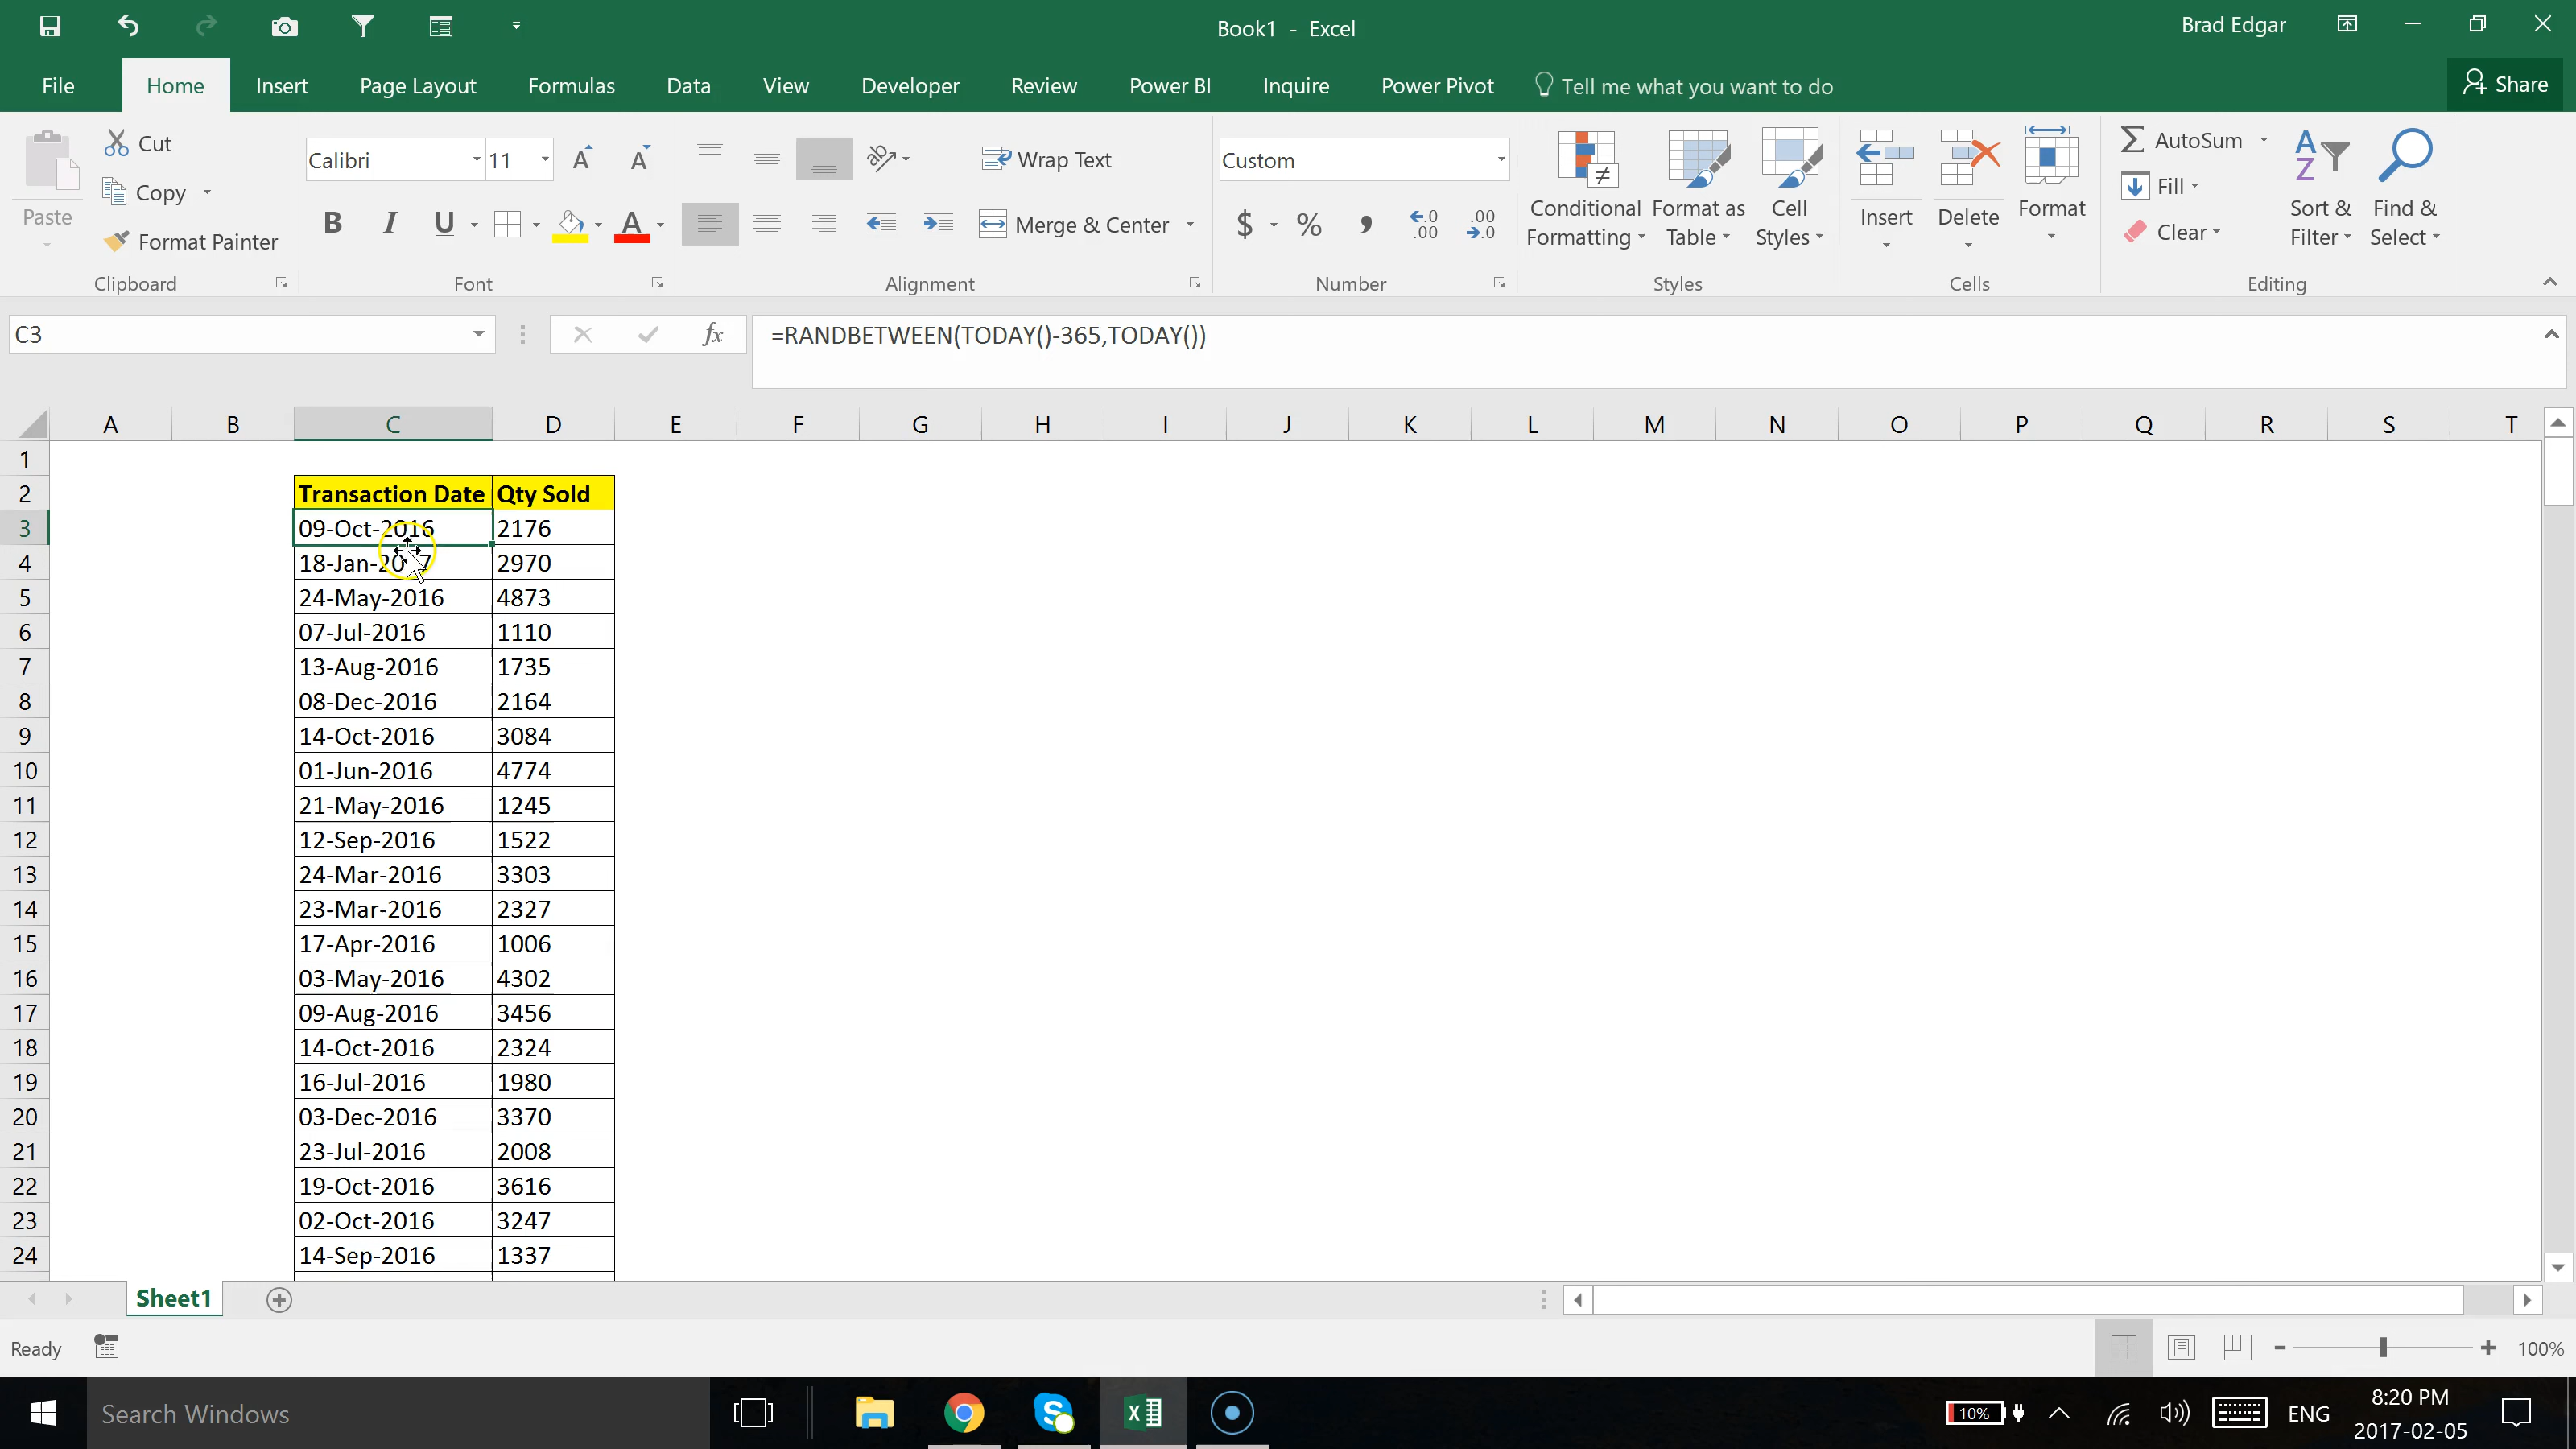 Book1 - Excel
Brad Edgar
File Home Insert Page Layout Formulas Data View Developer Review Power BI Inquire Power Pivot Tell me what you want to do Share
Paste
Cut
Copy
Format Painter
Clipboard
Calibri 11
B I U A
Font
Wrap Text
Merge & Center
Alignment
Custom
$ % , .00 .00
Number
Conditional Formatting
Format as Table
Cell Styles
Styles
Insert
Delete
Format
Cells
AutoSum
Fill
Clear
Sort & Filter
Find & Select
Editing
C3
fx
=RANDBETWEEN(TODAY()-365,TODAY())
A B C D E F G H I J K L M N O P Q R S T
1
2 Transaction Date Qty Sold
3 09-Oct-2016 2176
4 18-Jan-2017 2970
5 24-May-2016 4873
6 07-Jul-2016 1110
7 13-Aug-2016 1735
8 08-Dec-2016 2164
9 14-Oct-2016 3084
10 01-Jun-2016 4774
11 21-May-2016 1245
12 12-Sep-2016 1522
13 24-Mar-2016 3303
14 23-Mar-2016 2327
15 17-Apr-2016 1006
16 03-May-2016 4302
17 09-Aug-2016 3456
18 14-Oct-2016 2324
19 16-Jul-2016 1980
20 03-Dec-2016 3370
21 23-Jul-2016 2008
22 19-Oct-2016 3616
23 02-Oct-2016 3247
24 14-Sep-2016 1337
Sheet1
Ready
100%
Search Windows
10%
ENG
8:20 PM
2017-02-05